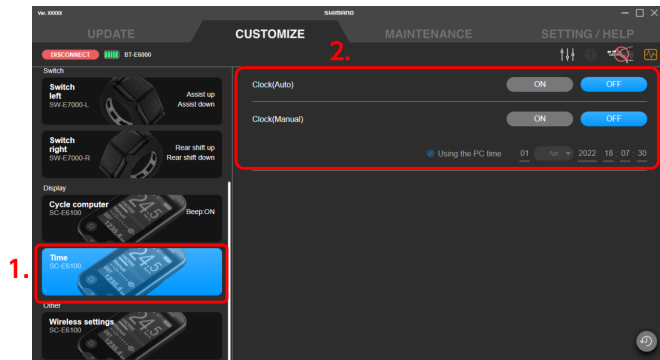 Ver. XXXXX
SHIMANO
UPDATE
CUSTOMIZE
MAINTENANCE
SETTING / HELP
2.
DISCONNECT
BT-E6000
Switch
Switch left
SW-E7000-L
Assist up
Assist down
Switch right
SW-E7000-R
Rear shift up
Rear shift down
Display
Cycle computer
SC-E6100
Beep:ON
1.
Time
SC-E6100
Other
Wireless settings
SC-E6100
Clock(Auto)
ON
OFF
Clock(Manual)
ON
OFF
Using the PC time
01 Apr. 2022 18 : 07 : 30